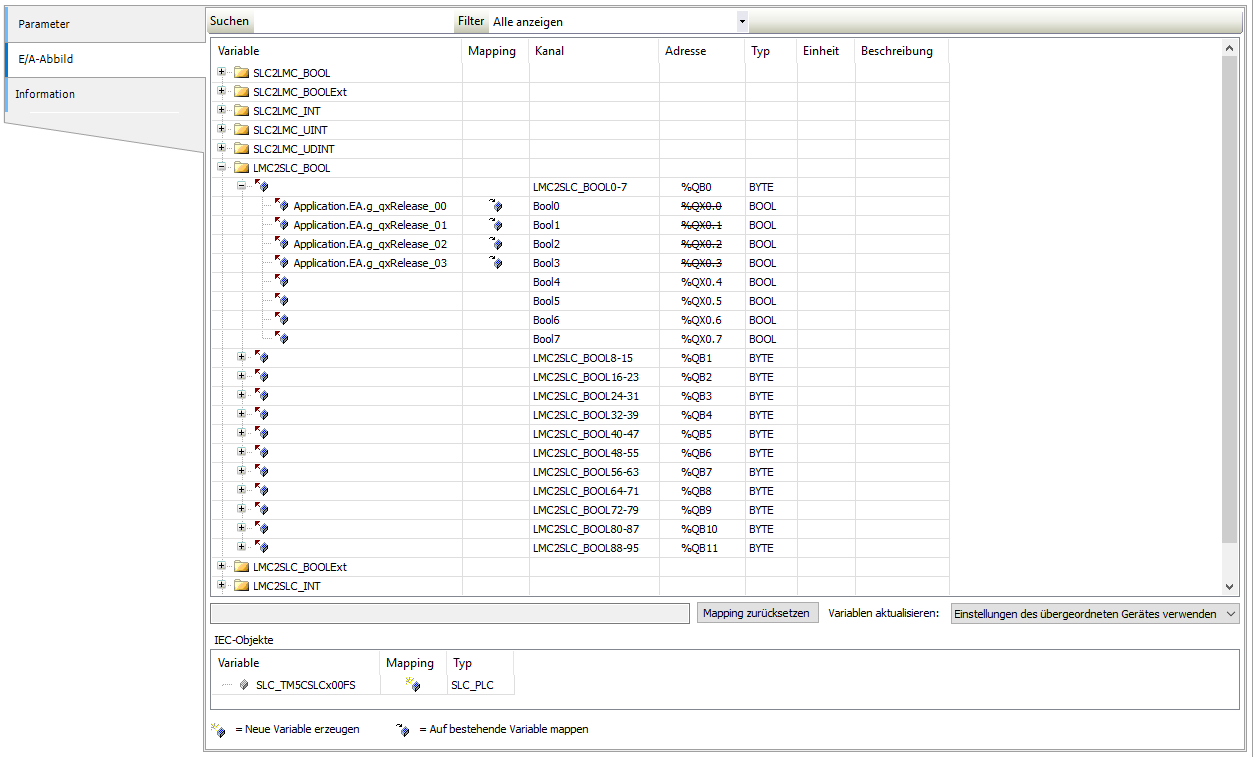 Parameter
E/A-Abbild
Information
Suchen Filter Alle anzeigen
Variable Mapping Kanal Adresse Typ Einheit Beschreibung
SLC2LMC_BOOL
SLC2LMC_BOOLExt
SLC2LMC_INT
SLC2LMC_UINT
SLC2LMC_UDINT
LMC2SLC_BOOL
LMC2SLC_BOOL0-7 %QB0 BYTE
Application.EA.g_qxRelease_00 Bool0 %QX0.0 BOOL
Application.EA.g_qxRelease_01 Bool1 %QX0.1 BOOL
Application.EA.g_qxRelease_02 Bool2 %QX0.2 BOOL
Application.EA.g_qxRelease_03 Bool3 %QX0.3 BOOL
Bool4 %QX0.4 BOOL
Bool5 %QX0.5 BOOL
Bool6 %QX0.6 BOOL
Bool7 %QX0.7 BOOL
LMC2SLC_BOOL8-15 %QB1 BYTE
LMC2SLC_BOOL16-23 %QB2 BYTE
LMC2SLC_BOOL24-31 %QB3 BYTE
LMC2SLC_BOOL32-39 %QB4 BYTE
LMC2SLC_BOOL40-47 %QB5 BYTE
LMC2SLC_BOOL48-55 %QB6 BYTE
LMC2SLC_BOOL56-63 %QB7 BYTE
LMC2SLC_BOOL64-71 %QB8 BYTE
LMC2SLC_BOOL72-79 %QB9 BYTE
LMC2SLC_BOOL80-87 %QB10 BYTE
LMC2SLC_BOOL88-95 %QB11 BYTE
LMC2SLC_BOOLExt
LMC2SLC_INT
Mapping zurücksetzen Variablen aktualisieren: Einstellungen des übergeordneten Gerätes verwenden
IEC-Objekte
Variable Mapping Typ
SLC_TM5CSLCx00FS SLC_PLC
= Neue Variable erzeugen = Auf bestehende Variable mappen